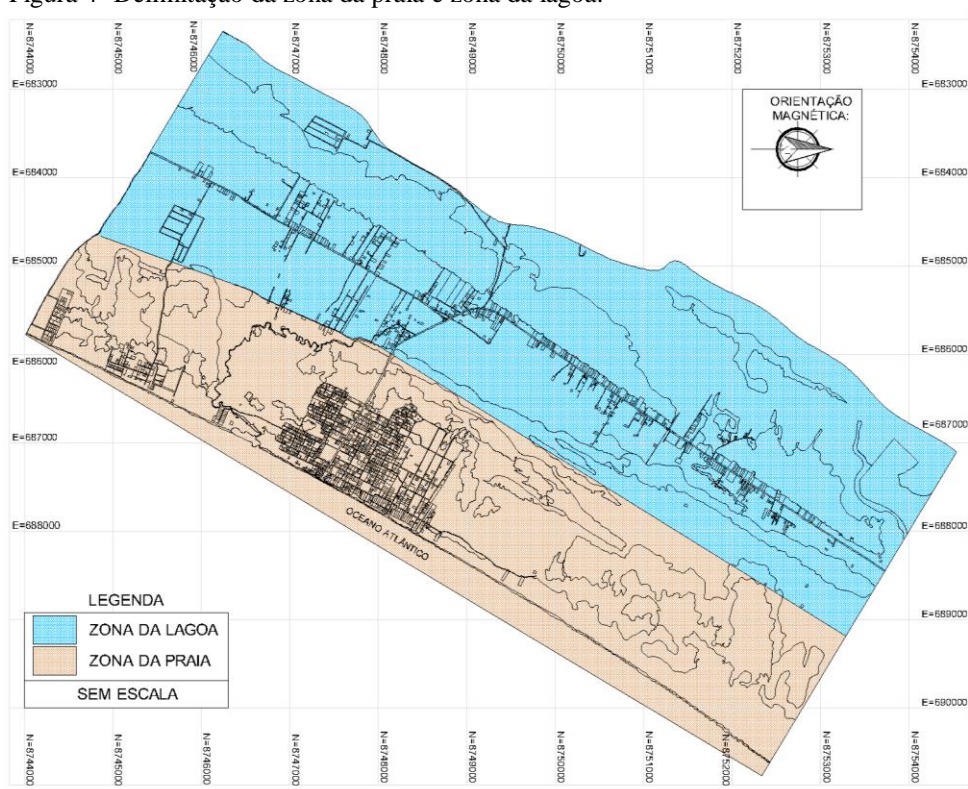 Figura 4- Delimitação da zona da praia e zona da lagoa.
N=8744000
N=8745000
N=8746000
N=8747000
N=8748000
N=8749000
N=8750000
N=8751000
N=8752000
N=8753000
N=8754000
E=683000
E=683000
ORIENTAÇÃO
MAGNÉTICA:
E=684000
E=684000
E=685000
E=685000
E=686000
E=686000
E=687000
E=687000
E=688000
E=688000
OCEANO ATLÂNTICO
LEGENDA
ZONA DA LAGOA
ZONA DA PRAIA
SEM ESCALA
E=689000
E=690000
N=8744000
N=8745000
N=8746000
N=8747000
N=8748000
N=8749000
N=8750000
N=8751000
N=8752000
N=8753000
N=8754000